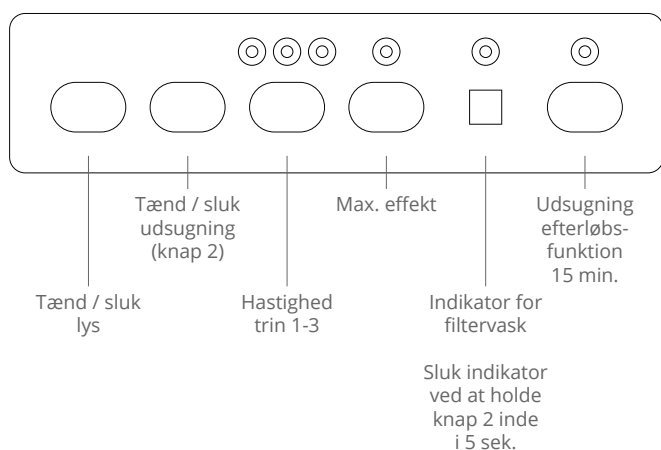 Tænd / sluk
udsugning
(knap 2)
Max. effekt
Udsugning
efterløbs-
funktion
15 min.
Tænd / sluk
lys
Hastighed
trin 1-3
Indikator for
filtervask
Sluk indikator
ved at holde
knap 2 inde
i 5 sek.